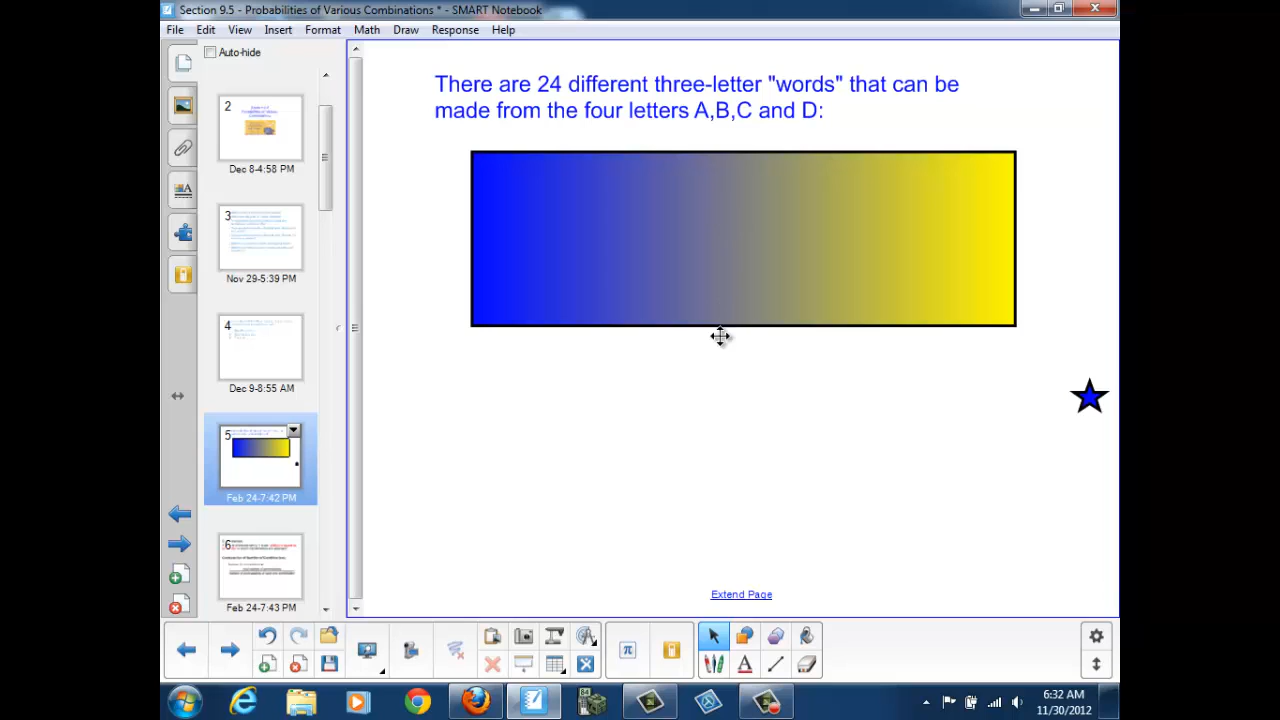 Section 9.5 - Probabilities of Various Combinations * - SMART Notebook
File Edit View Insert Format Math Draw Response Help
Auto-hide
2
Dec 8-4:58 PM
3
Nov 29-5:39 PM
4
Dec 9-8:55 AM
5
Feb 24-7:42 PM
6
Feb 24-7:43 PM
There are 24 different three-letter "words" that can be
made from the four letters A,B,C and D:
Extend Page
6:32 AM
11/30/2012